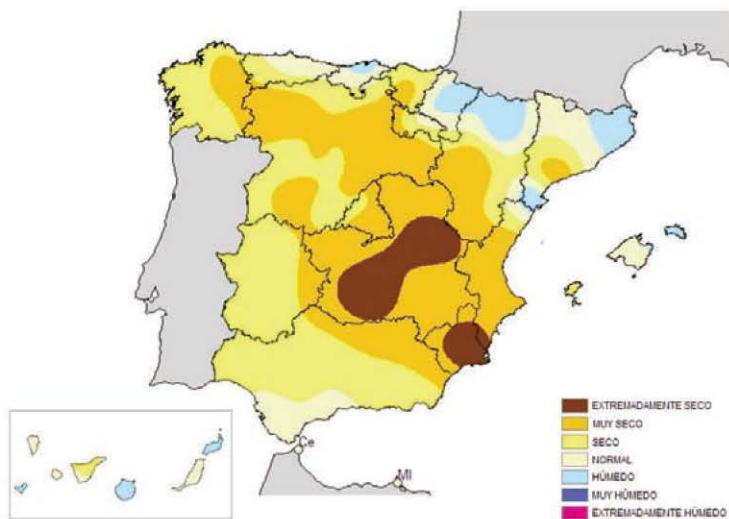 Ce
Ml
EXTREMADAMENTE SECO
MUY SECO
SECO
NORMAL
HÚMEDO
MUY HÚMEDO
EXTREMADAMENTE HÚMEDO